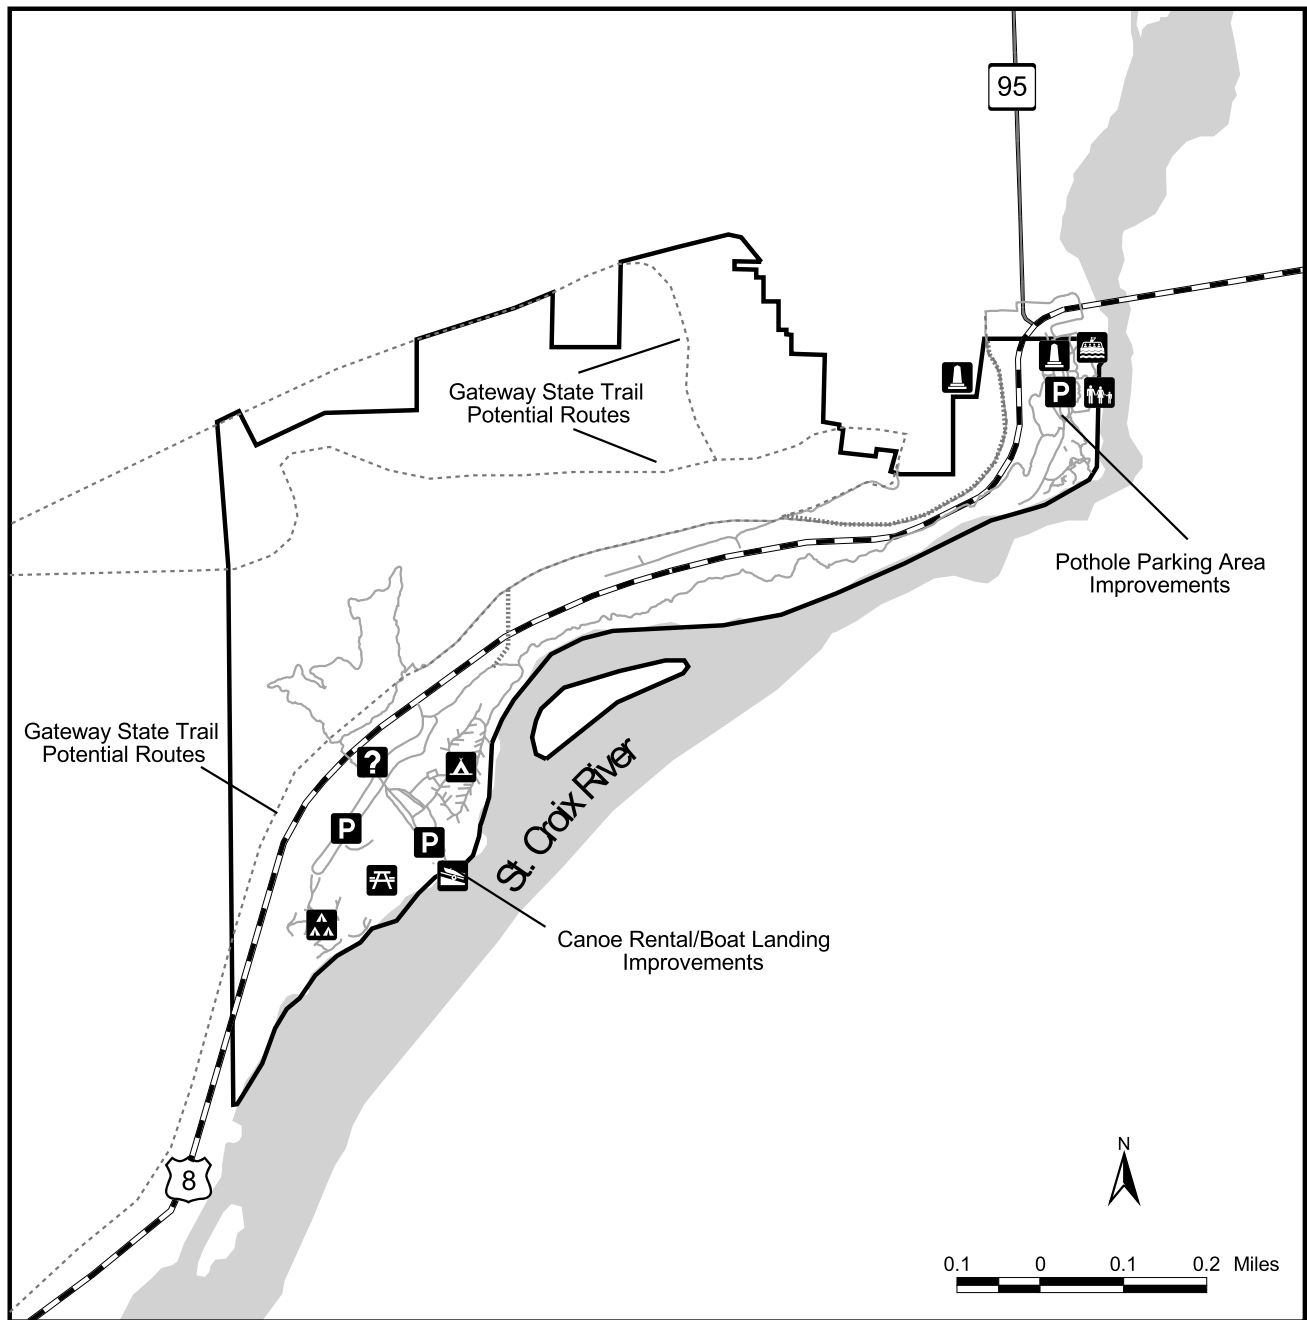 95
Gateway State Trail
Potential Routes
P
Pothole Parking Area
Improvements
Gateway State Trail
Potential Routes
?
P
P
St. Croix River
Canoe Rental/Boat Landing
Improvements
8
N
0.1 0 0.1 0.2 Miles